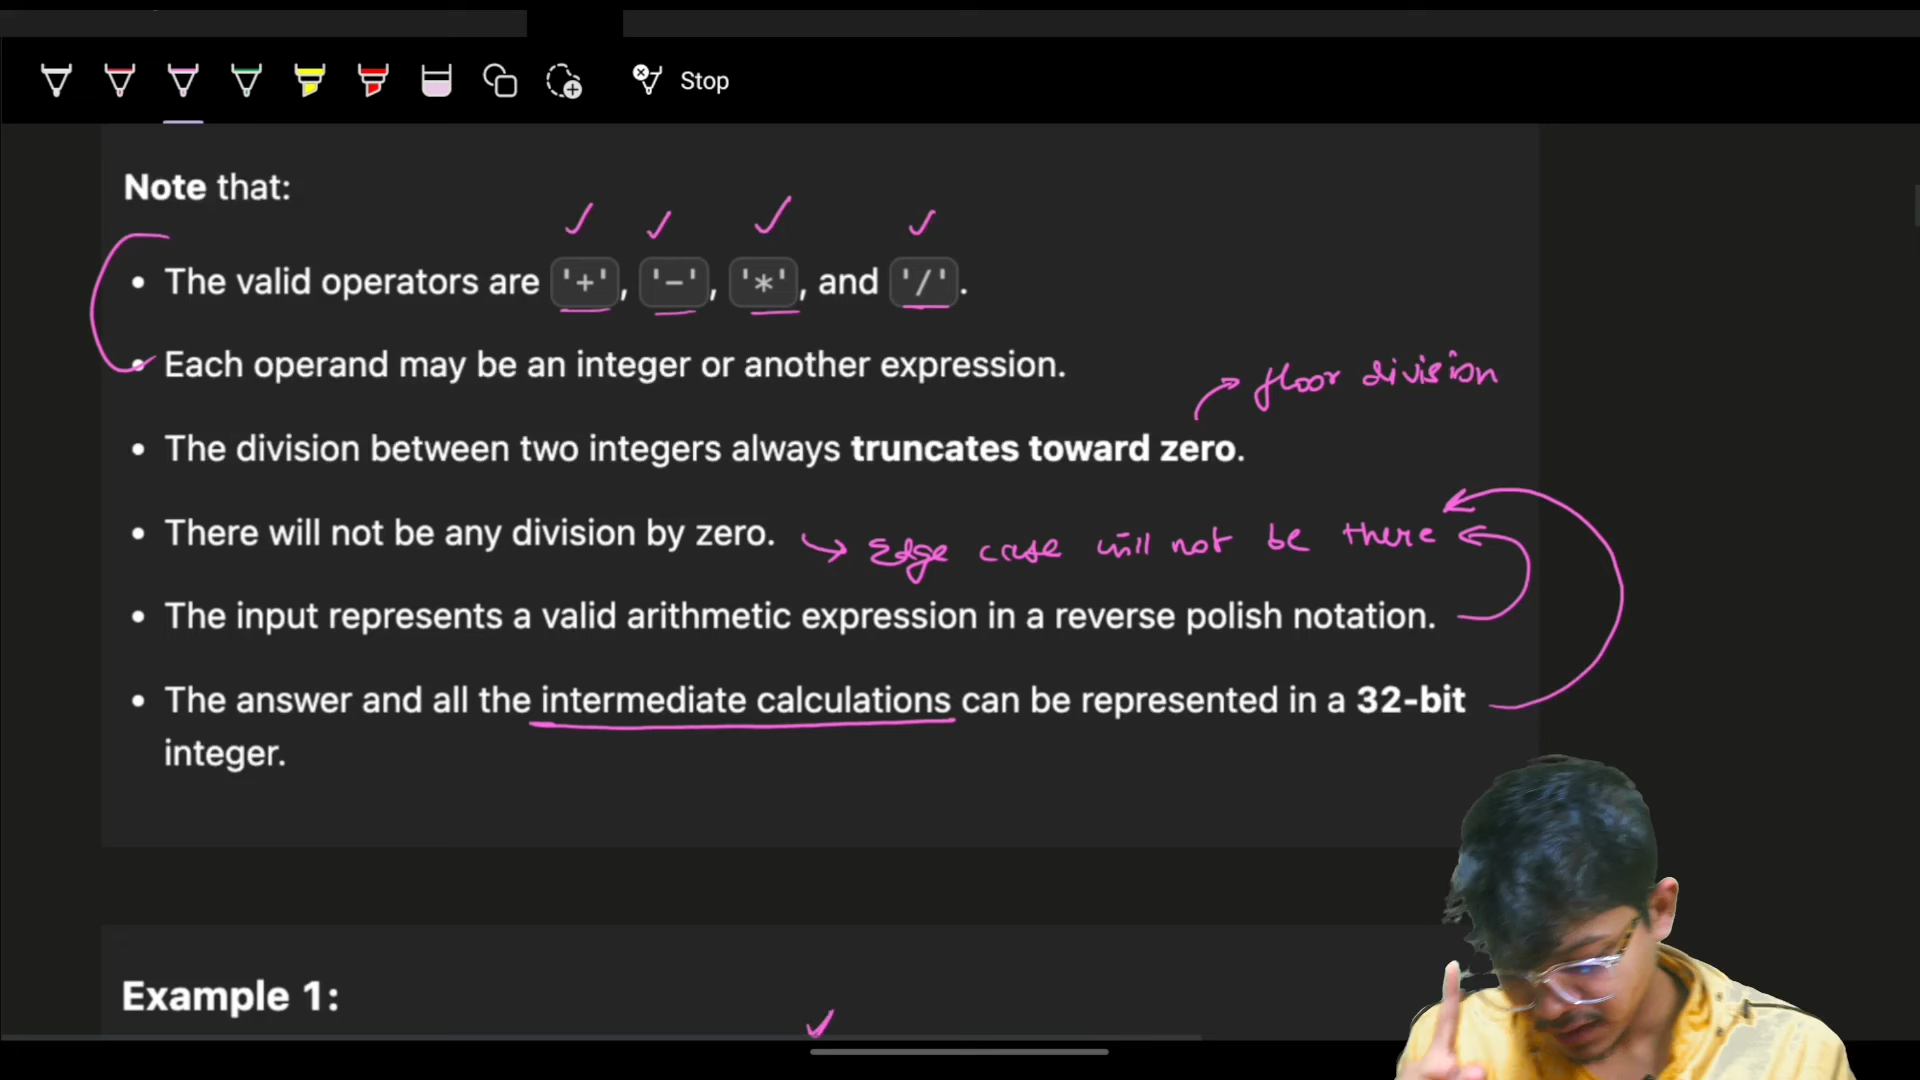 Stop
Note that:
• The valid operators are '+', '-', '*', and '/'.
• Each operand may be an integer or another expression.
floor division
• The division between two integers always truncates toward zero.
• There will not be any division by zero.
Edge case will not be there
• The input represents a valid arithmetic expression in a reverse polish notation.
• The answer and all the intermediate calculations can be represented in a 32-bit
integer.
Example 1: